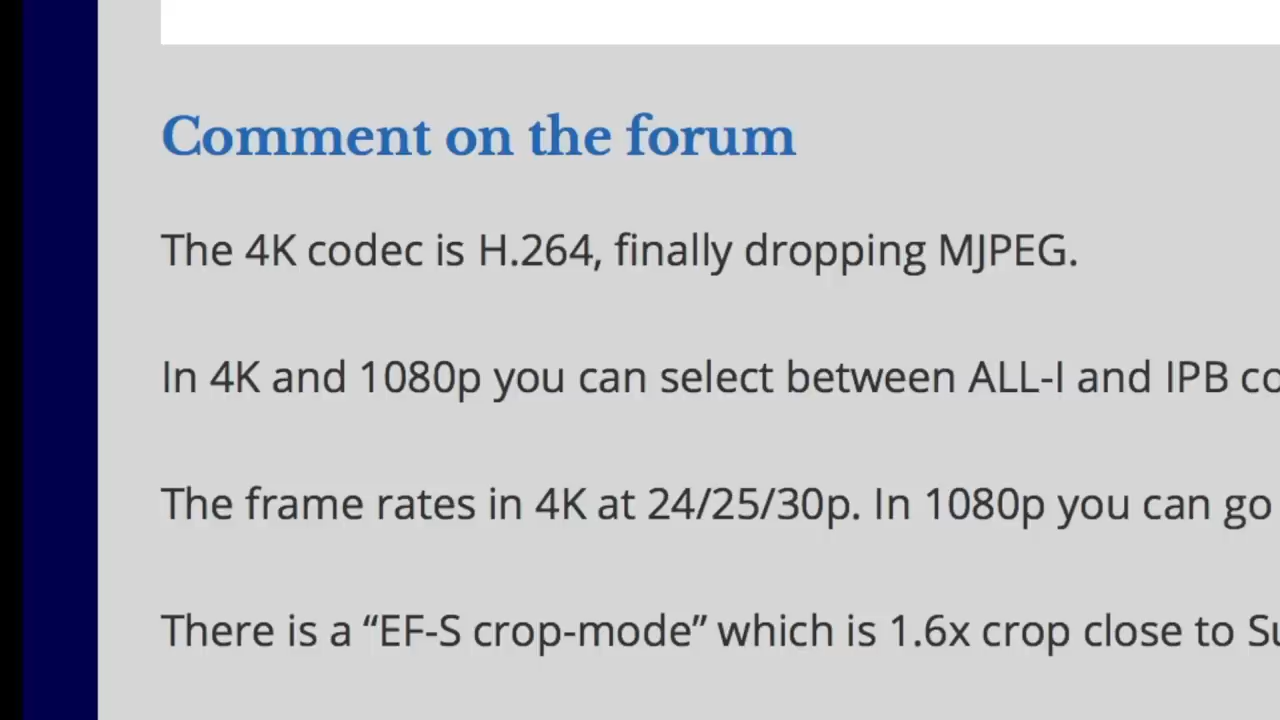 Comment on the forum
The 4K codec is H.264, finally dropping MJPEG.
In 4K and 1080p you can select between ALL-I and IPB
The frame rates in 4K at 24/25/30p. In 1080p you can go
There is a “EF-S crop-mode” which is 1.6x crop close to